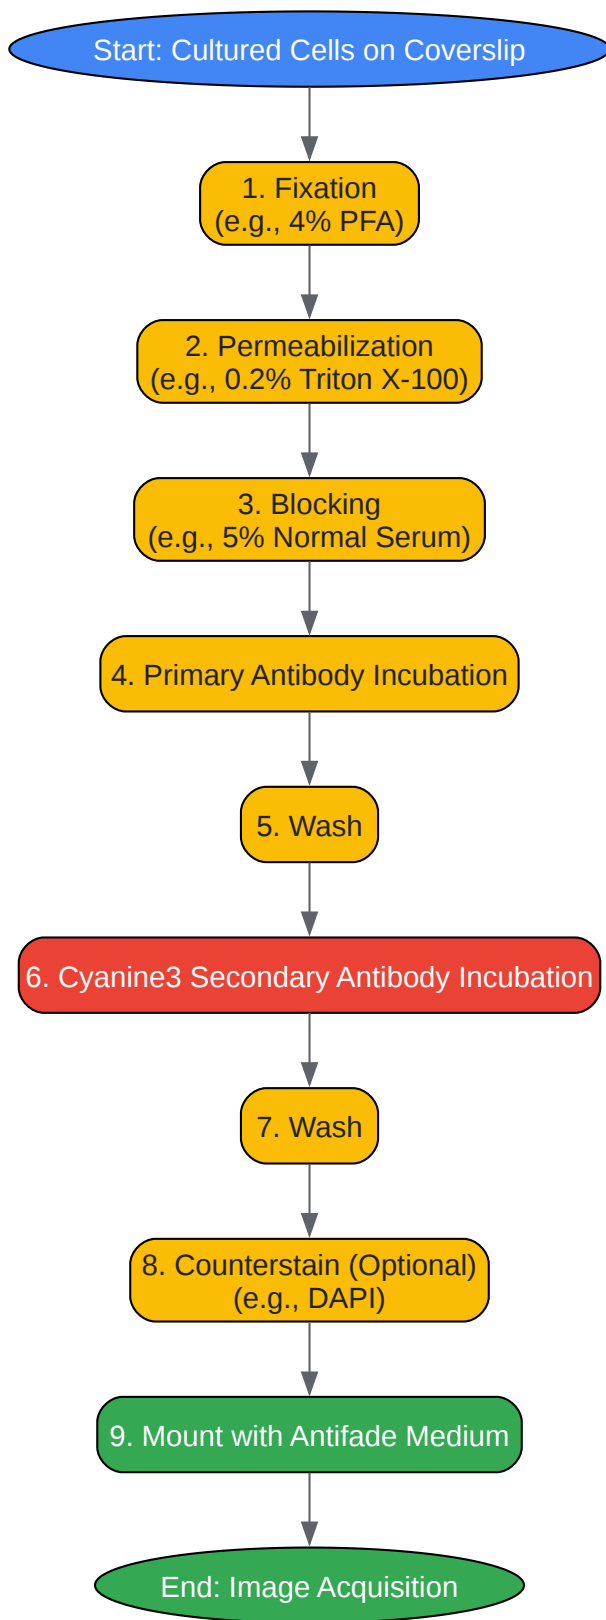 Start: Cultured Cells on Coverslip
1. Fixation
(e.g., 4% PFA)
2. Permeabilization
(e.g., 0.2% Triton X-100)
3. Blocking
(e.g., 5% Normal Serum)
4. Primary Antibody Incubation
5. Wash
6. Cyanine3 Secondary Antibody Incubation
7. Wash
8. Counterstain (Optional)
(e.g., DAPI)
9. Mount with Antifade Medium
End: Image Acquisition